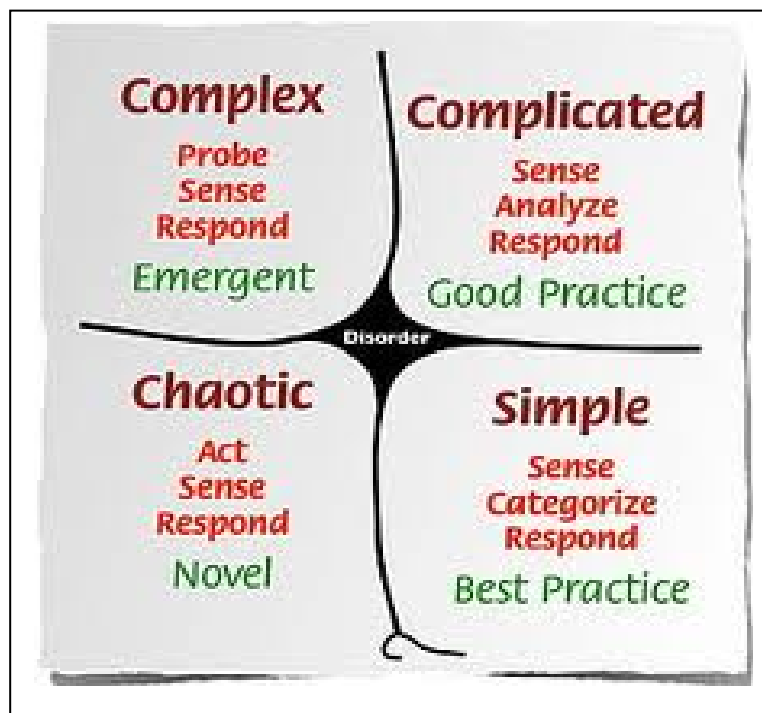 Complex
Probe
Sense
Respond
Emergent
Complicated
Sense
Analyze
Respond
Good Practice
Disorder
Chaotic
Act
Sense
Respond
Novel
Simple
Sense
Categorize
Respond
Best Practice